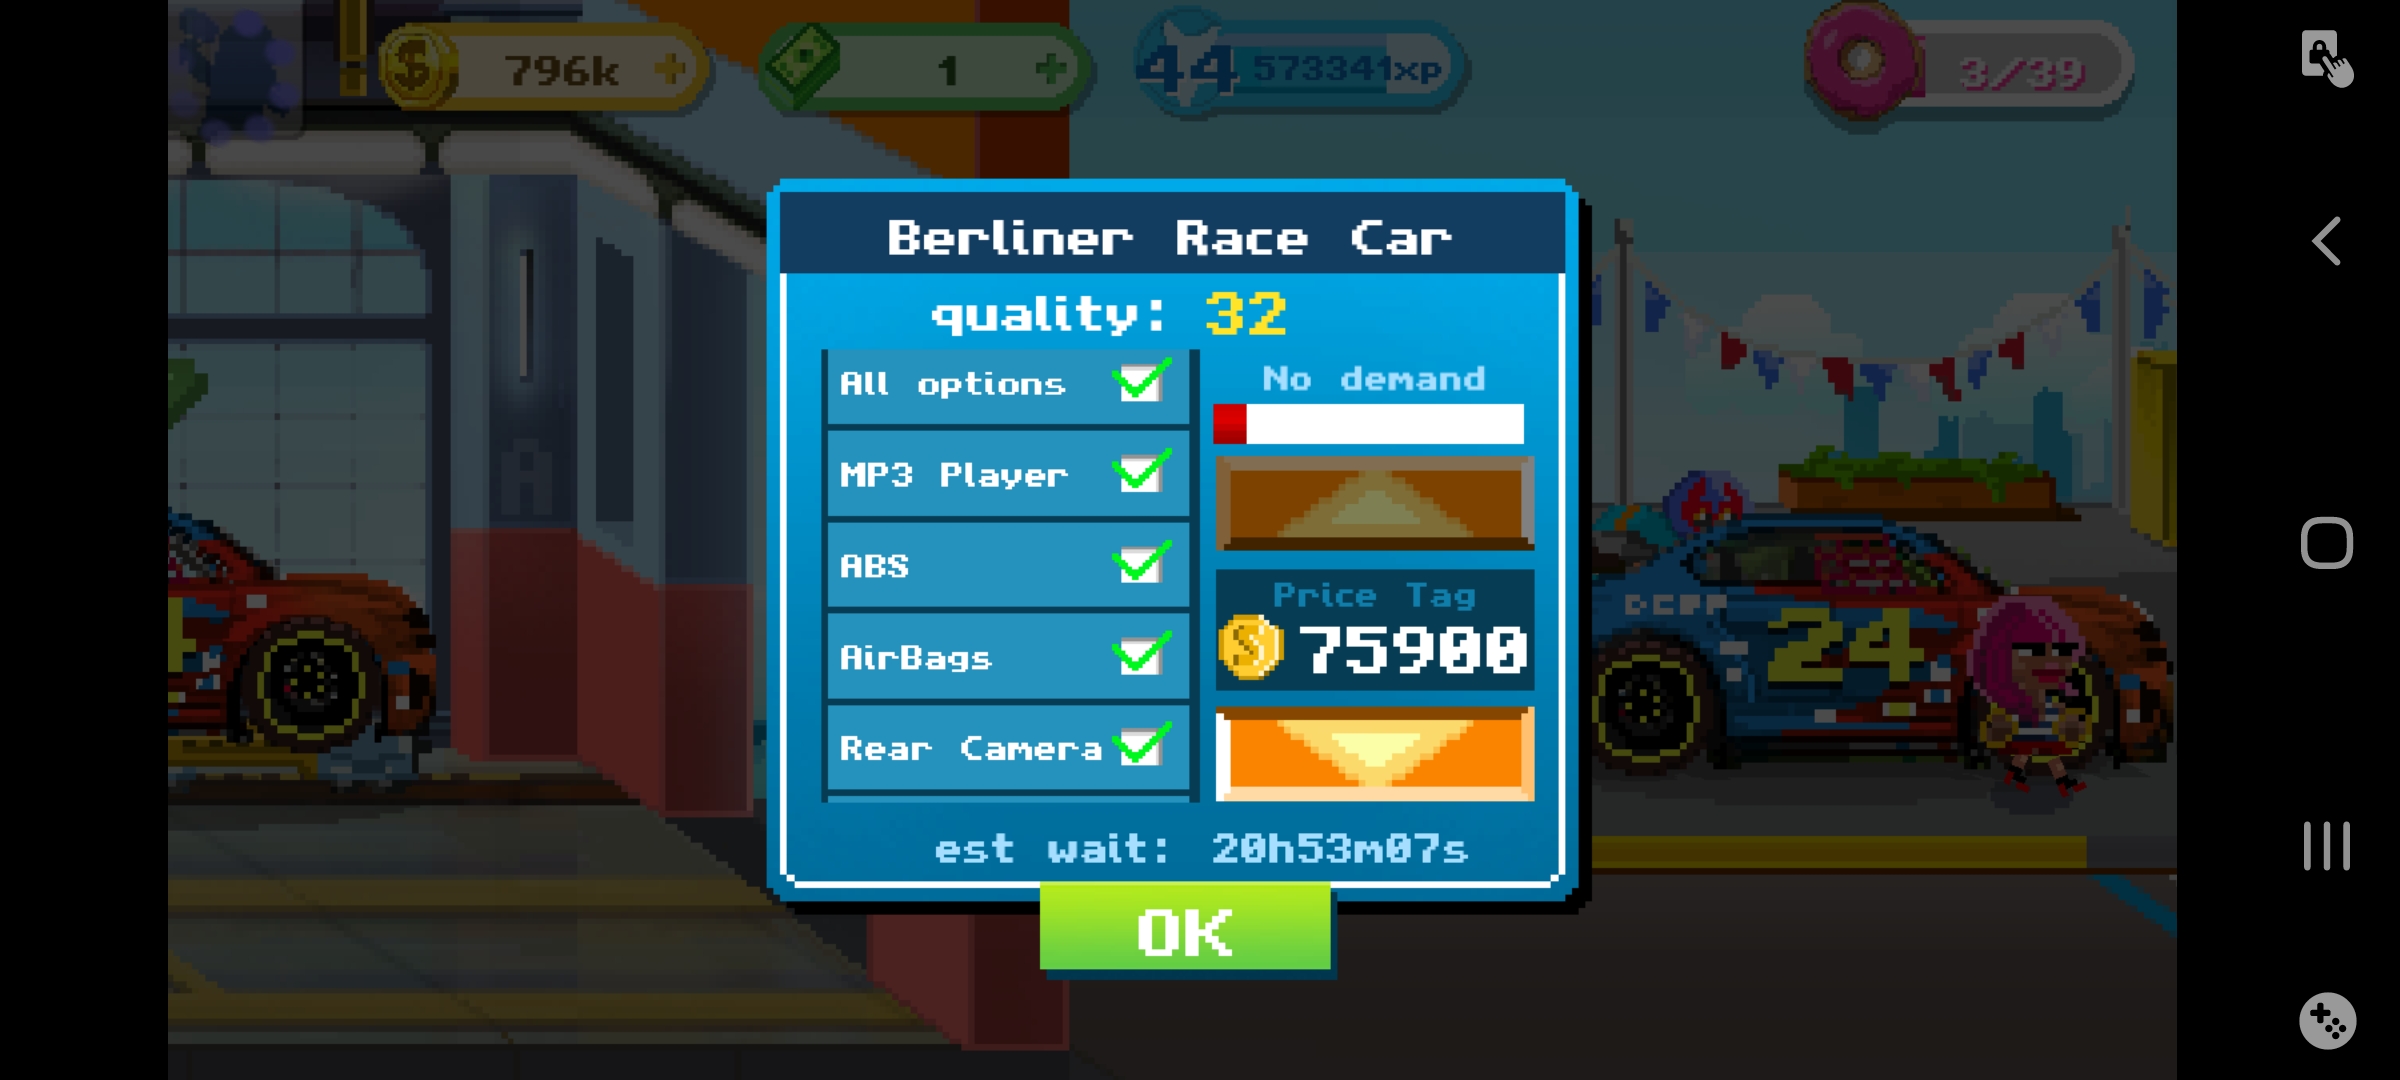 796k
1
44 573341xp
3/39
Berliner Race Car
quality: 32
All options
MP3 Player
ABS
AirBags
Rear Camera
No demand
Price Tag
75900
est wait: 20h53m07s
OK
A
24